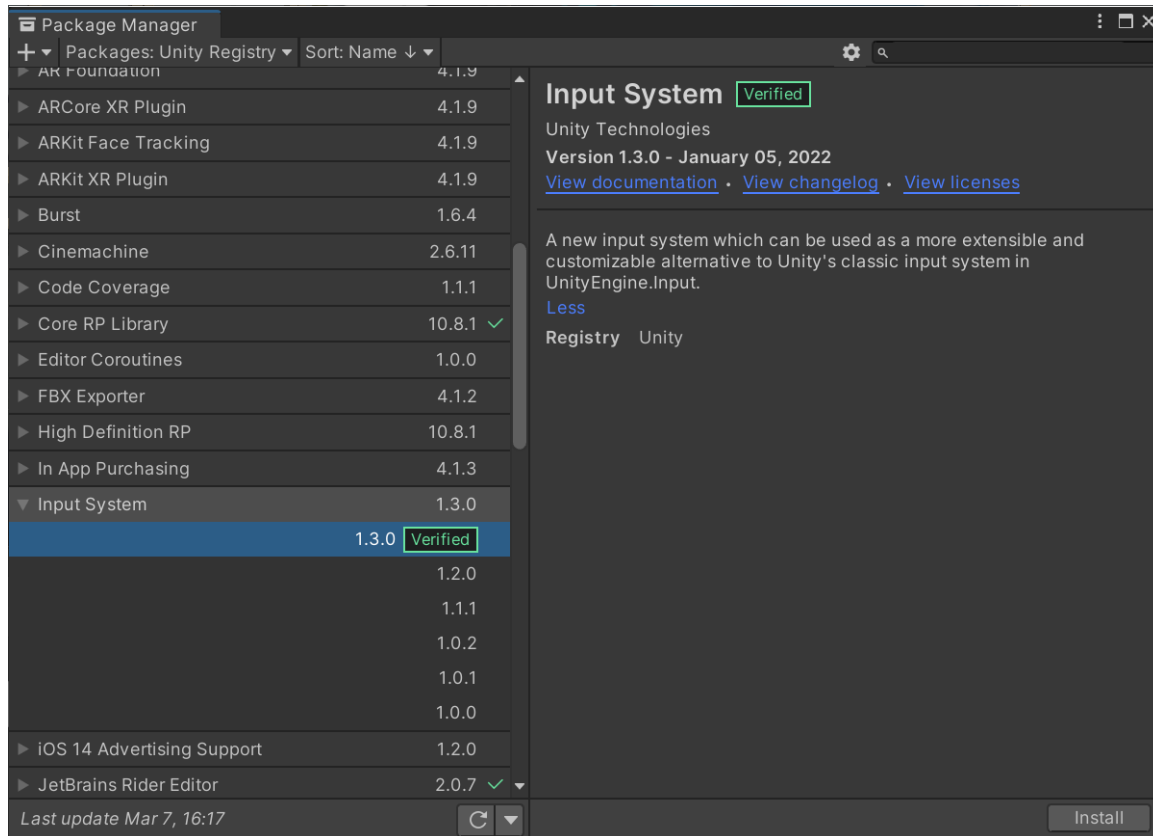 Package Manager
Packages: Unity Registry Sort: Name ↓
AR Foundation 4.1.9
ARCore XR Plugin 4.1.9
ARKit Face Tracking 4.1.9
ARKit XR Plugin 4.1.9
Burst 1.6.4
Cinemachine 2.6.11
Code Coverage 1.1.1
Core RP Library 10.8.1
Editor Coroutines 1.0.0
FBX Exporter 4.1.2
High Definition RP 10.8.1
In App Purchasing 4.1.3
Input System 1.3.0
1.3.0 Verified
1.2.0
1.1.1
1.0.2
1.0.1
1.0.0
iOS 14 Advertising Support 1.2.0
JetBrains Rider Editor 2.0.7
Last update Mar 7, 16:17
Input System Verified
Unity Technologies
Version 1.3.0 - January 05, 2022
View documentation • View changelog • View licenses
A new input system which can be used as a more extensible and
customizable alternative to Unity's classic input system in
UnityEngine.Input.
Less
Registry Unity
Install